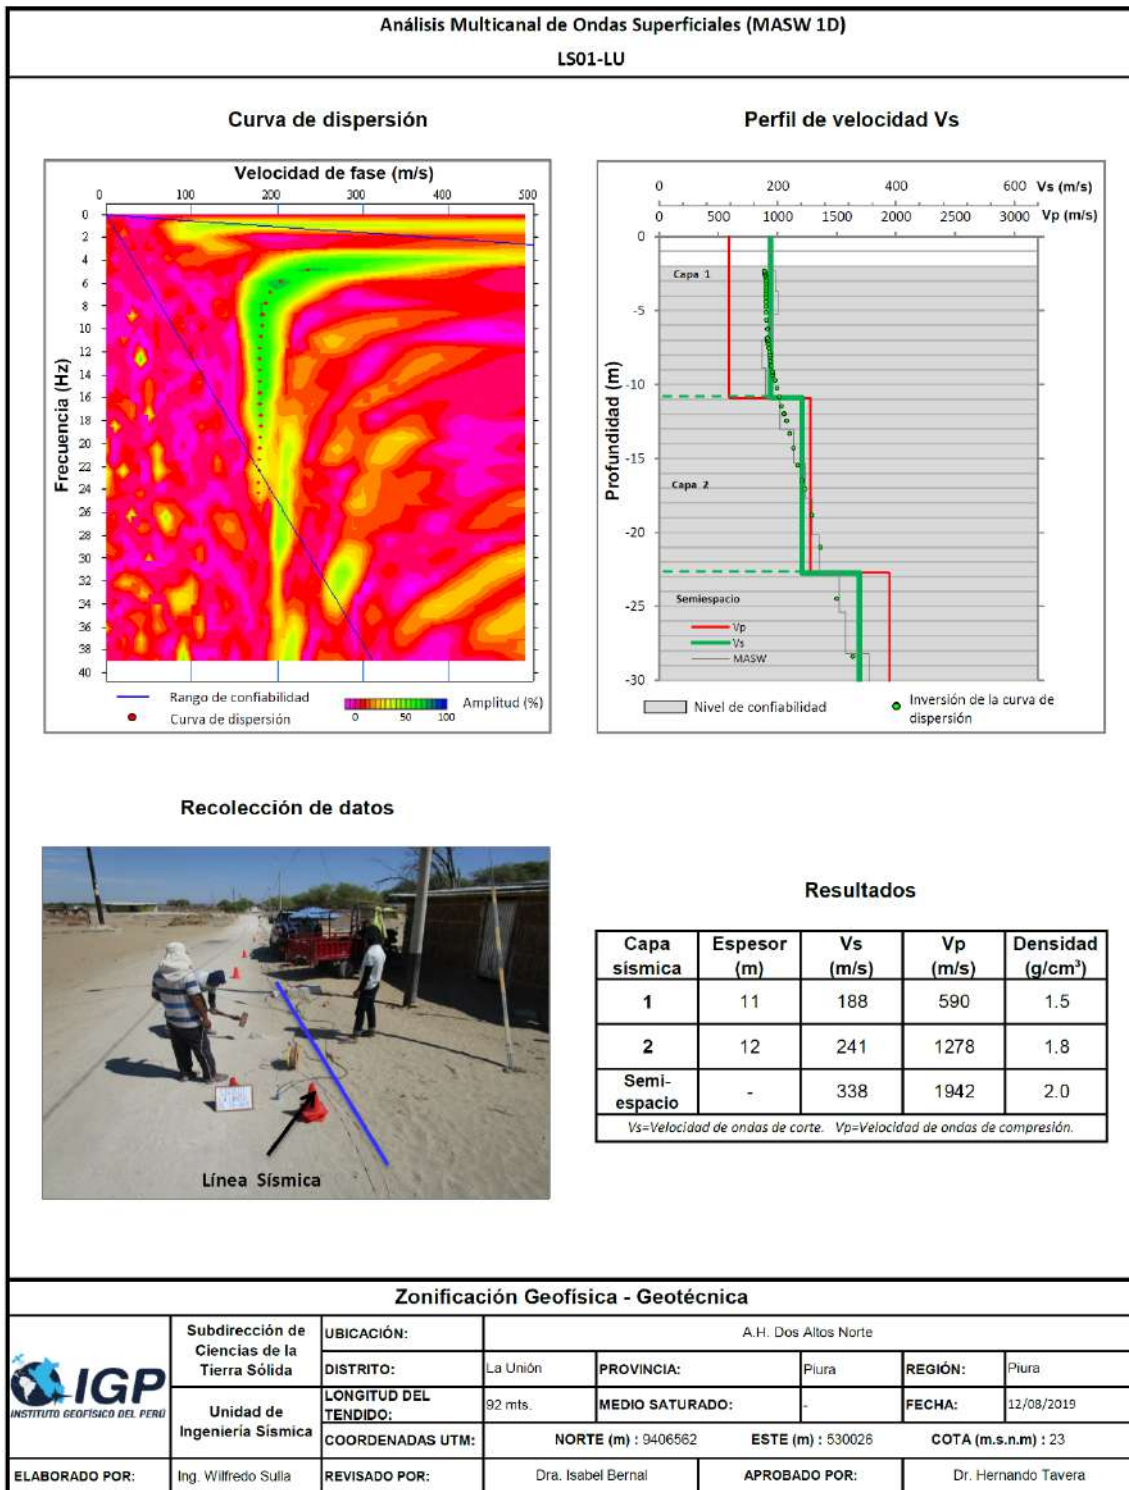 Análisis Multicanal de Ondas Superficiales (MASW 1D)
LS01-LU
Curva de dispersión
Velocidad de fase (m/s)
0 100 200 300 400 500
0
2
4
6
8
10
12
14
16
18
20
22
24
26
28
30
32
34
36
38
40
Frecuencia (Hz)
Rango de confiabilidad
Curva de dispersión
0 50 100
Amplitud (%)
Perfil de velocidad Vs
0 200 400 600 Vs (m/s)
0 500 1000 1500 2000 2500 3000 Vp (m/s)
0
-5
-10
-15
-20
-25
-30
Profundidad (m)
Capa 1
Capa 2
Semiespacio
Vp
Vs
MASW
Nivel de confiabilidad
Inversión de la curva de
dispersión
Recolección de datos
Línea Sísmica
Resultados
Capa sísmica Espesor (m) Vs (m/s) Vp (m/s) Densidad (g/cm³)
1 11 188 590 1.5
2 12 241 1278 1.8
Semi-espacio - 338 1942 2.0
Vs=Velocidad de ondas de corte. Vp=Velocidad de ondas de compresión.
Zonificación Geofísica - Geotécnica
IGP
INSTITUTO GEOFÍSICO DEL PERÚ
Subdirección de
Ciencias de la
Tierra Sólida
Unidad de
Ingeniería Sísmica
UBICACIÓN: A.H. Dos Altos Norte
DISTRITO: La Unión PROVINCIA: Piura REGIÓN: Piura
LONGITUD DEL TENDIDO: 92 mts. MEDIO SATURADO: - FECHA: 12/08/2019
COORDENADAS UTM: NORTE (m) : 9406562 ESTE (m) : 530026 COTA (m.s.n.m) : 23
ELABORADO POR: Ing. Wilfredo Sulla REVISADO POR: Dra. Isabel Bernal APROBADO POR: Dr. Hernando Tavera